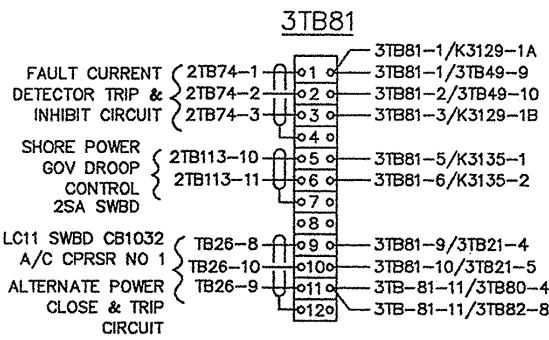 3TB81
3TB81-1/K3129-1A
FAULT CURRENT 2TB74-1 1 3TB81-1/3TB49-9
DETECTOR TRIP & 2TB74-2 2 3TB81-2/3TB49-10
INHIBIT CIRCUIT 2TB74-3 3 3TB81-3/K3129-1B
4
SHORE POWER 2TB113-10 5 3TB81-5/K3135-1
GOV DROOP 2TB113-11 6 3TB81-6/K3135-2
CONTROL 7
2SA SWBD
8
LC11 SWBD CB1032 TB26-8 9 3TB81-9/3TB21-4
A/C CPRSR NO 1 TB26-10 10 3TB81-10/3TB21-5
ALTERNATE POWER TB26-9 11 3TB-81-11/3TB80-4
CLOSE & TRIP 12 3TB-81-11/3TB82-8
CIRCUIT